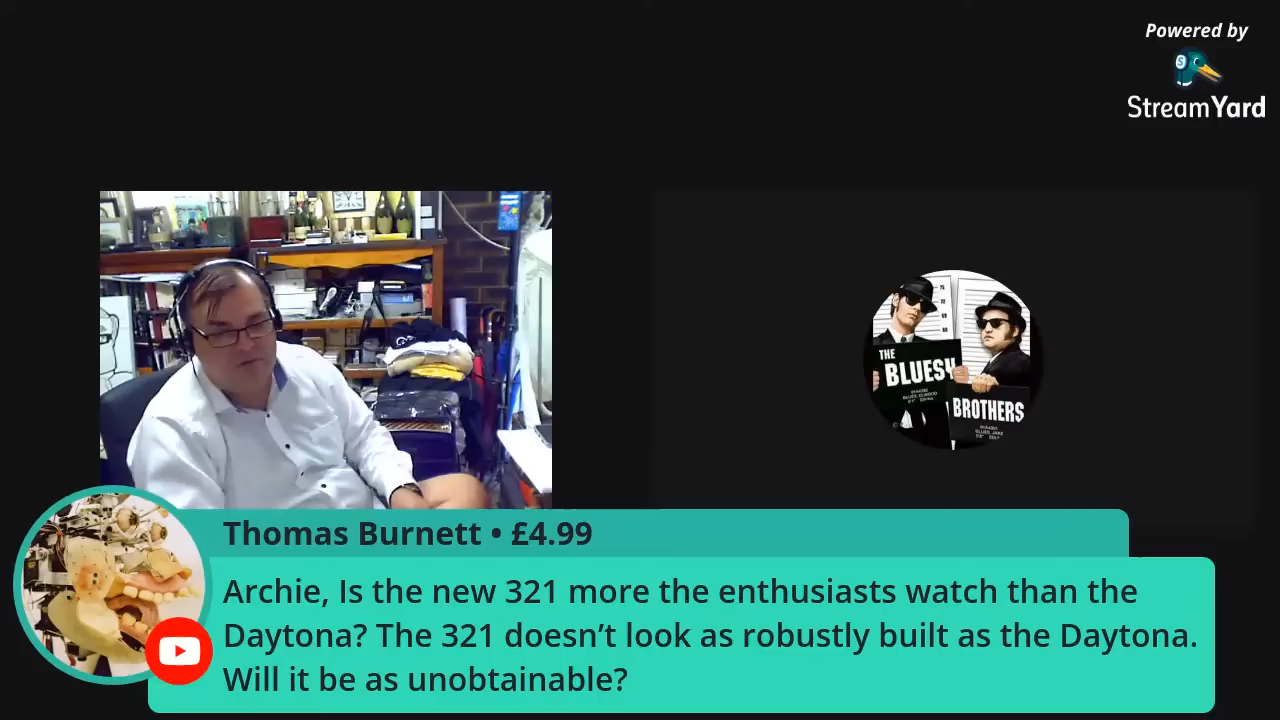 Powered by
StreamYard
THE
BLUESY
BROTHERS
Thomas Burnett • £4.99
Archie, Is the new 321 more the enthusiasts watch than the
Daytona? The 321 doesn’t look as robustly built as the Daytona.
Will it be as unobtainable?